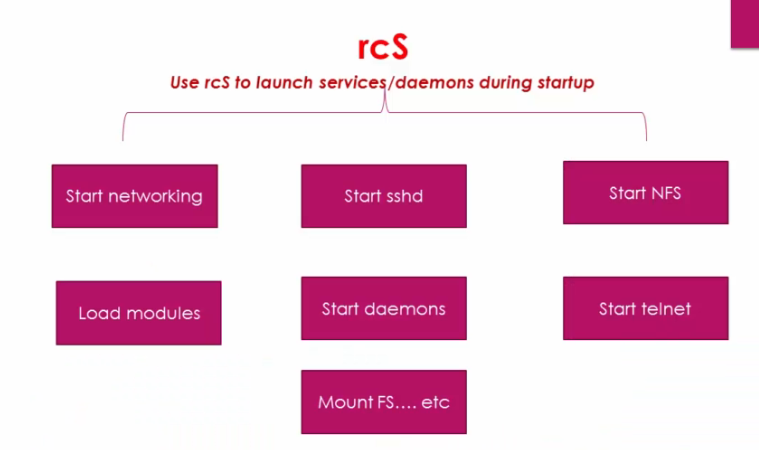 rcS
Use rcS to launch services/daemons during startup
Start networking
Start sshd
Start NFS
Load modules
Start daemons
Start telnet
Mount FS.... etc